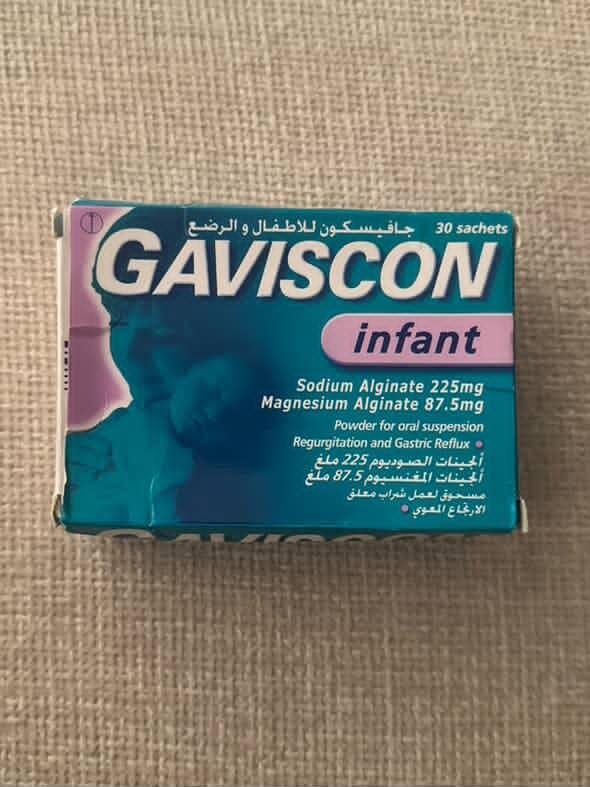 جافيسكون للاطفال و الرضع 30 sachets
GAVISCON
infant
Sodium Alginate 225mg
Magnesium Alginate 87.5mg
Powder for oral suspension
Regurgitation and Gastric Reflux •
ألجينات الصوديوم 225 ملغ
ألجينات المغنسيوم 87.5 ملغ
مسحوق لعمل شراب معلق
الارتجاع المعوي •